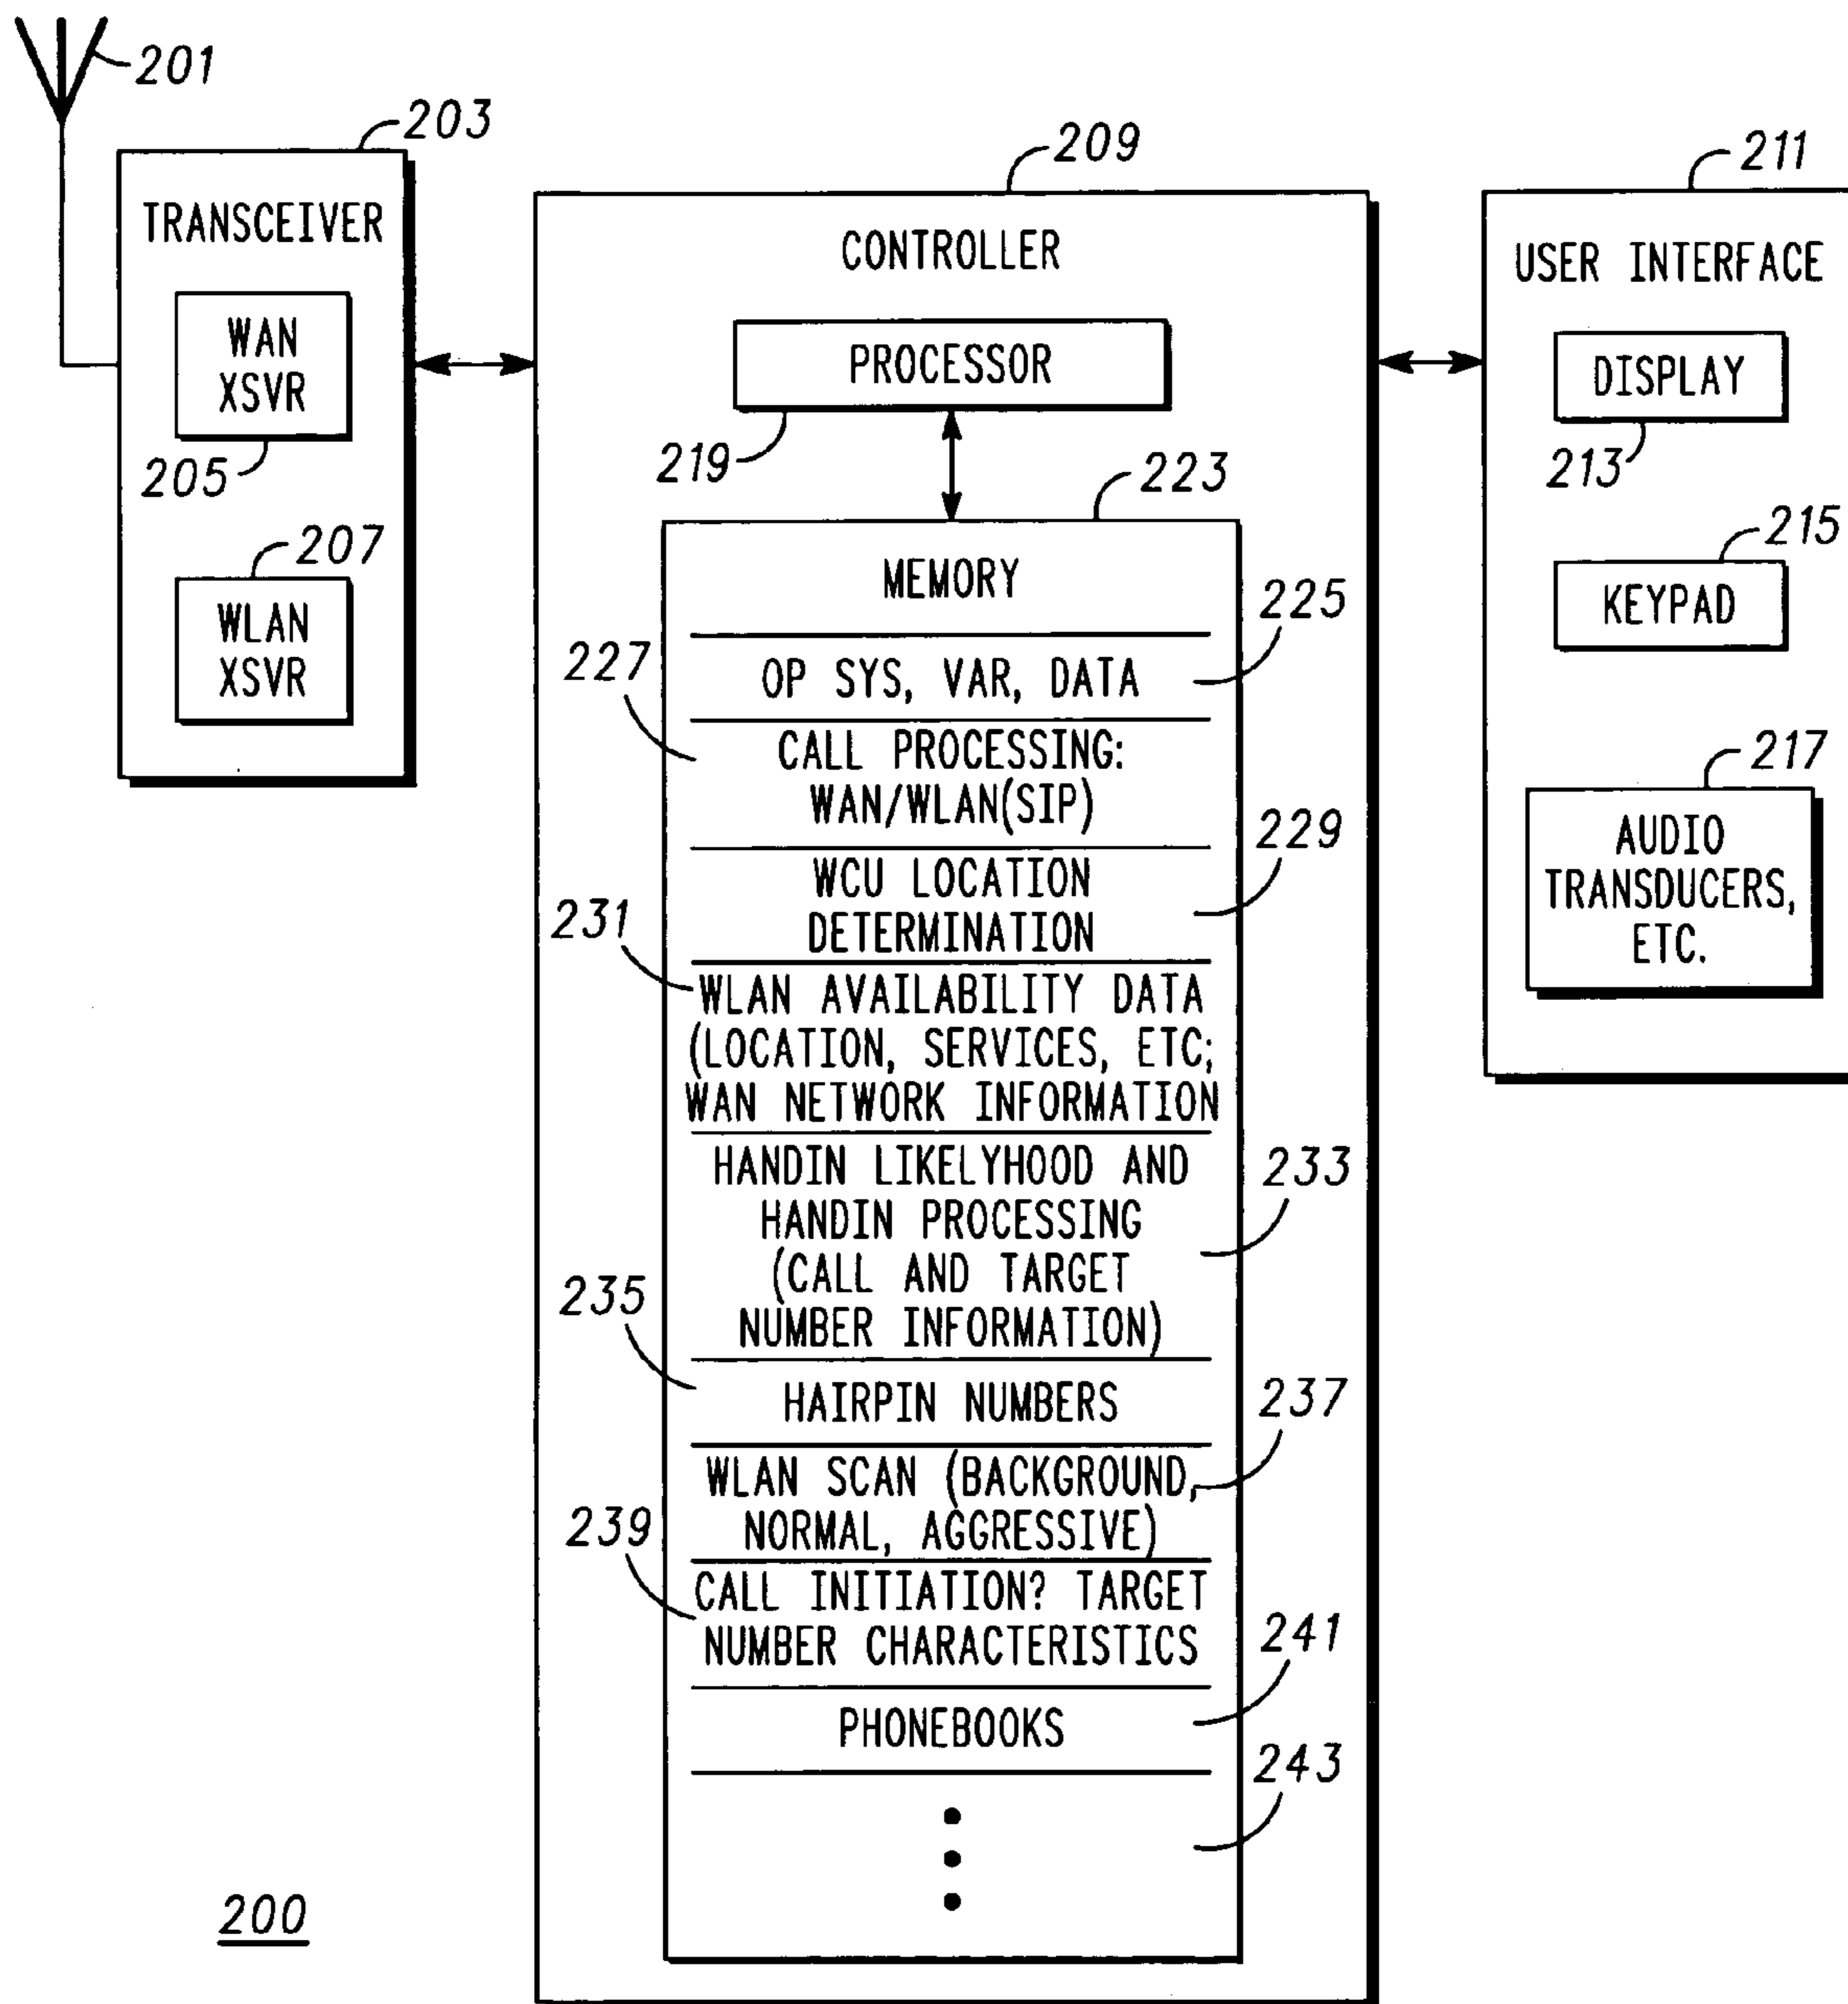 201
203
TRANSCEIVER
WAN
XSVR
205
207
WLAN
XSVR
209
CONTROLLER
PROCESSOR
219
223
MEMORY
225
OP SYS, VAR, DATA
227
CALL PROCESSING:
WAN/WLAN(SIP)
229
WCU LOCATION
DETERMINATION
231
WLAN AVAILABILITY DATA
(LOCATION, SERVICES, ETC;
WAN NETWORK INFORMATION
HANDIN LIKELYHOOD AND
HANDIN PROCESSING
(CALL AND TARGET
NUMBER INFORMATION)
233
235
HAIRPIN NUMBERS
237
WLAN SCAN (BACKGROUND,
NORMAL, AGGRESSIVE)
239
CALL INITIATION? TARGET
NUMBER CHARACTERISTICS
241
PHONEBOOKS
243
211
USER INTERFACE
DISPLAY
213
215
KEYPAD
217
AUDIO
TRANSDUCERS,
ETC.
200